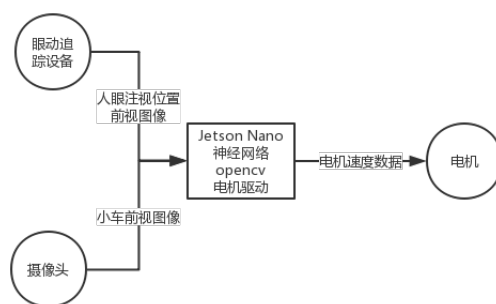 眼动追
踪设备
人眼注视位置
前视图像
Jetson Nano
神经网络
opencv
电机驱动
电机速度数据
电机
小车前视图像
摄像头